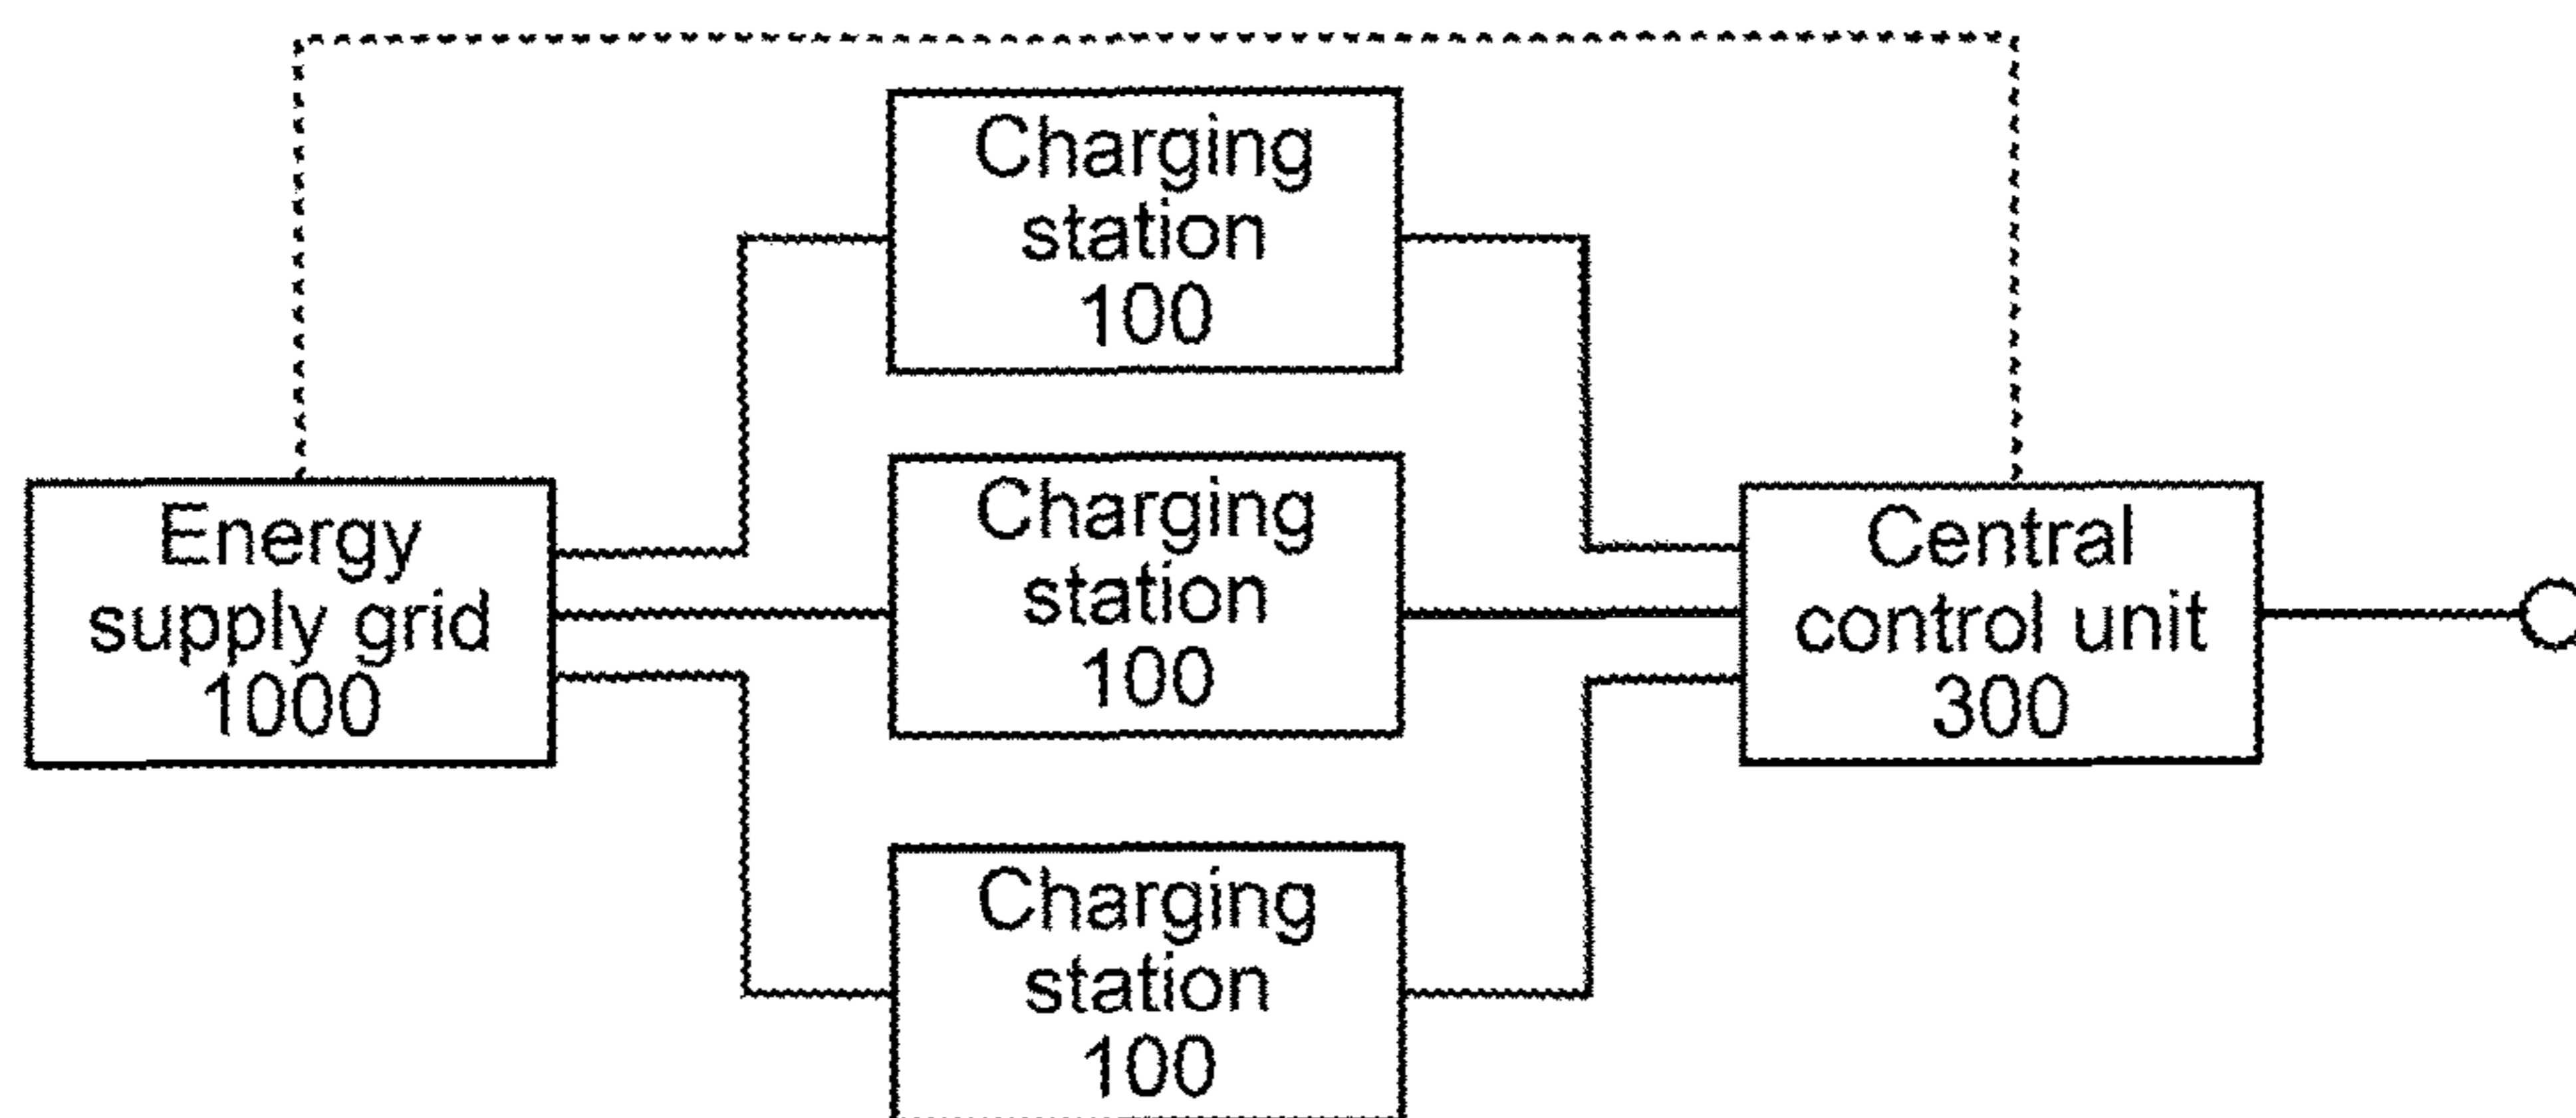 Charging
station
100
Energy
supply grid
1000
Charging
station
100
Central
control unit
300
Charging
station
100